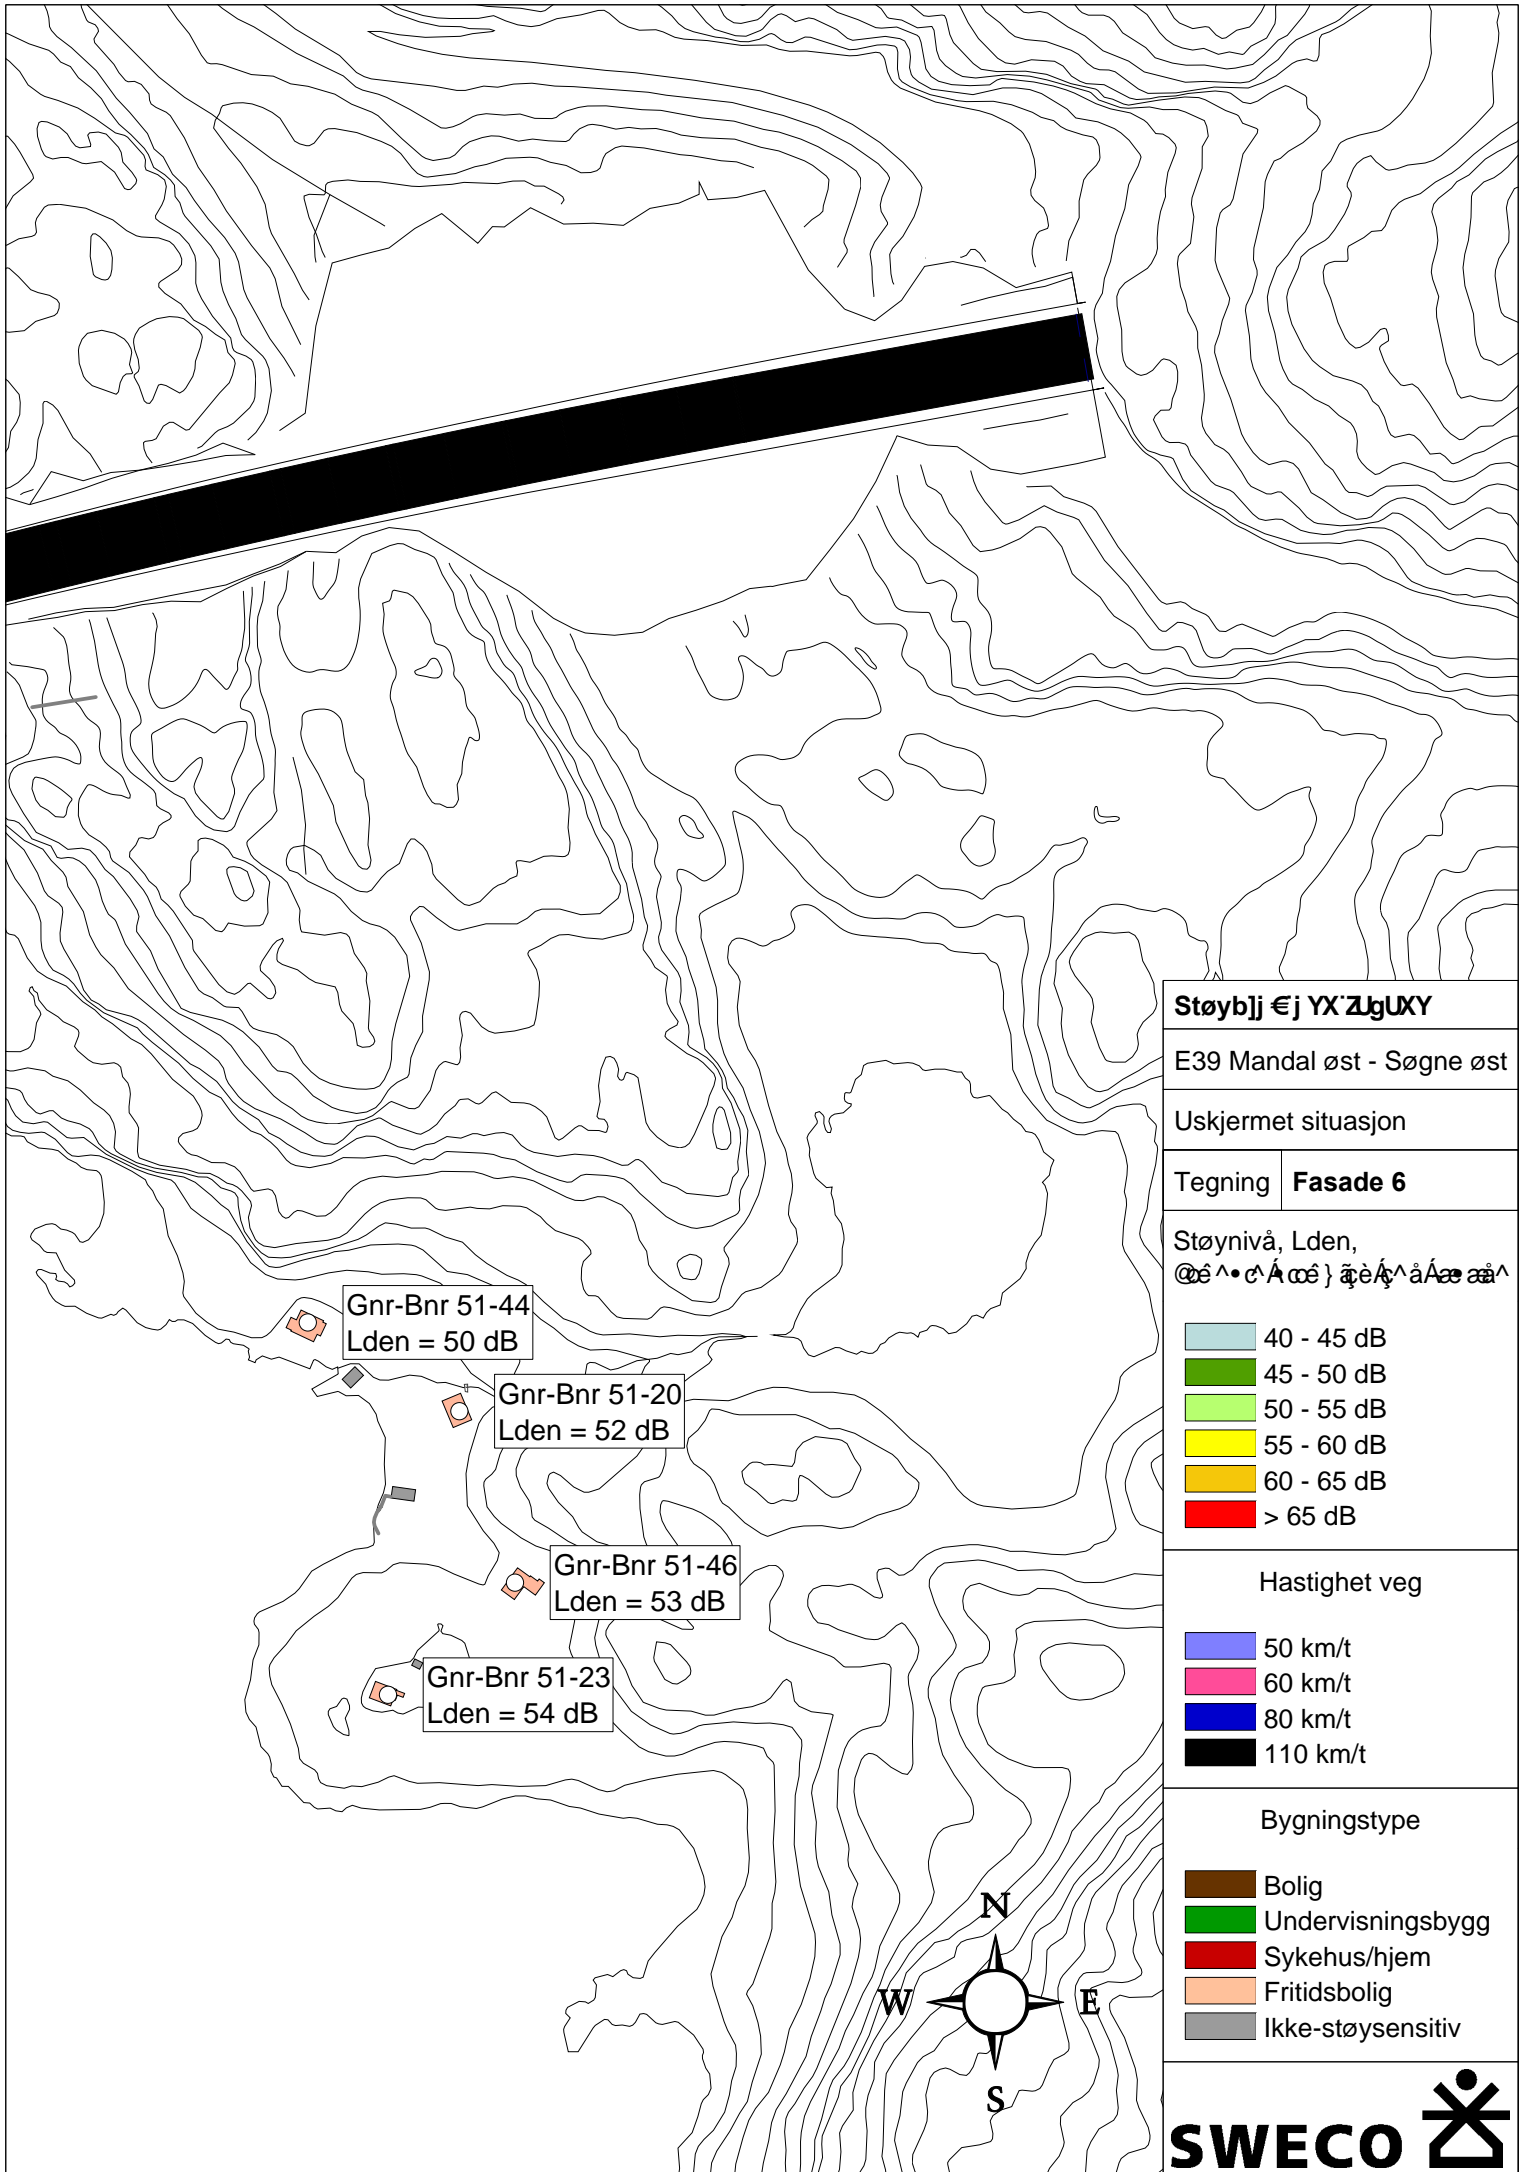 Gnr-Bnr 51-44
Lden = 50 dB
Gnr-Bnr 51-20
Lden = 52 dB
Gnr-Bnr 51-46
Lden = 53 dB
Gnr-Bnr 51-23
Lden = 54 dB
N
W
E
S
E39 Mandal øst - Søgne øst
Uskjermet situasjon
Tegning
Fasade 6
Støynivå, Lden,
40 - 45 dB
45 - 50 dB
50 - 55 dB
55 - 60 dB
60 - 65 dB
> 65 dB
Hastighet veg
50 km/t
60 km/t
80 km/t
110 km/t
Bygningstype
Bolig
Undervisningsbygg
Sykehus/hjem
Fritidsbolig
Ikke-støysensitiv
SWECO